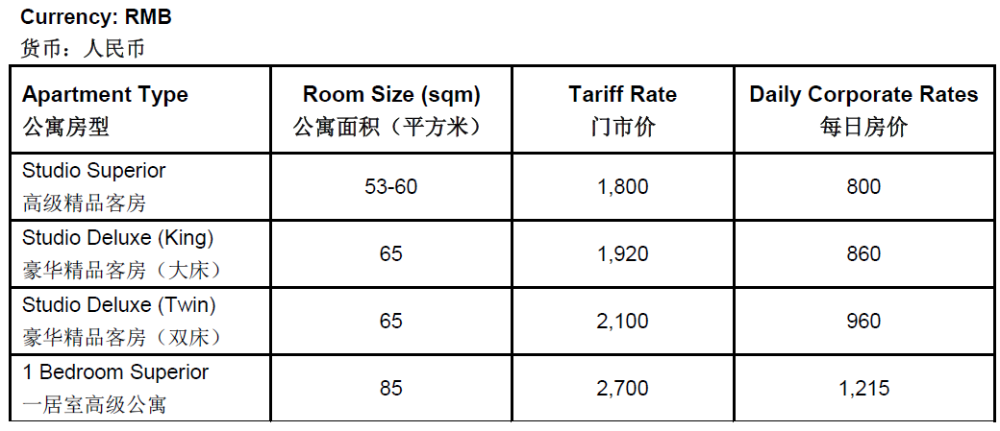 Currency: RMB
货币：人民币
Apartment Type Room Size (sqm) Tariff Rate Daily Corporate Rates
公寓房型 公寓面积（平方米） 门市价 每日房价
Studio Superior
高级精品客房 53-60 1,800 800
Studio Deluxe (King)
豪华精品客房（大床） 65 1,920 860
Studio Deluxe (Twin)
豪华精品客房（双床） 65 2,100 960
1 Bedroom Superior
一居室高级公寓 85 2,700 1,215